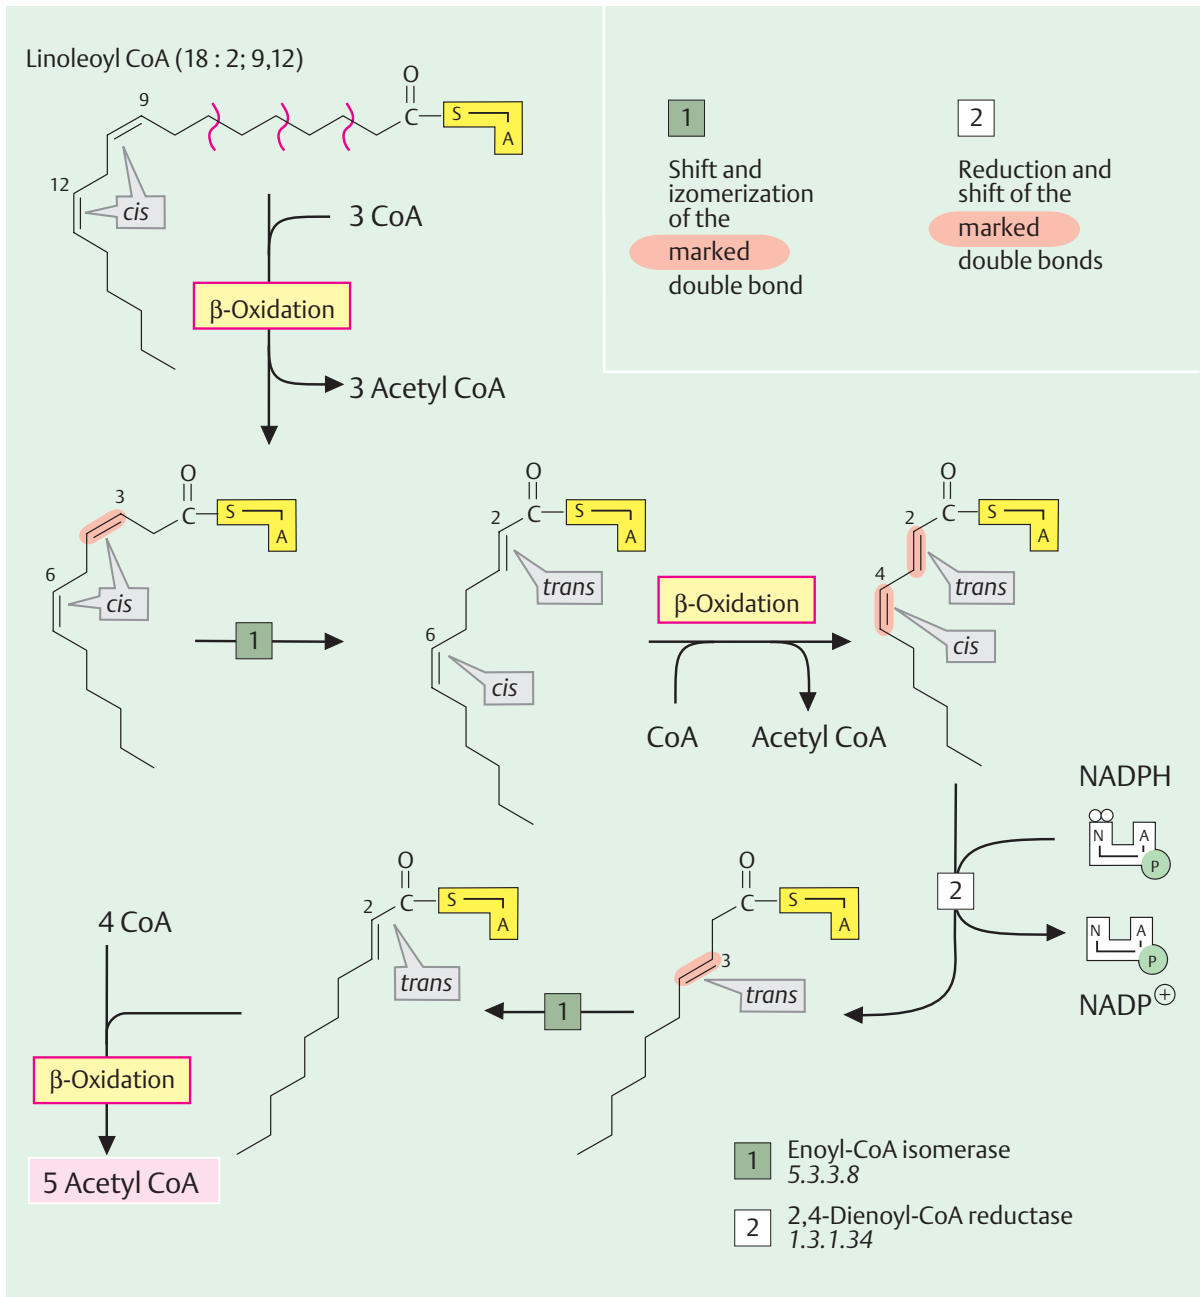 Linoleoyl CoA (18 : 2; 9,12)
O
C
S
A
9
12
cis
3 CoA
β-Oxidation
3 Acetyl CoA
1
Shift and
izomerization
of the
marked
double bond
2
Reduction and
shift of the
marked
double bonds
O
C
S
A
3
6
cis
1
O
C
S
A
2
trans
6
cis
β-Oxidation
CoA
Acetyl CoA
O
C
S
A
2
trans
4
cis
NADPH
N
A
P
2
N
A
P
NADP⊕
O
C
S
A
3
trans
1
O
C
S
A
2
trans
4 CoA
β-Oxidation
5 Acetyl CoA
1
Enoyl-CoA isomerase
5.3.3.8
2
2,4-Dienoyl-CoA reductase
1.3.1.34